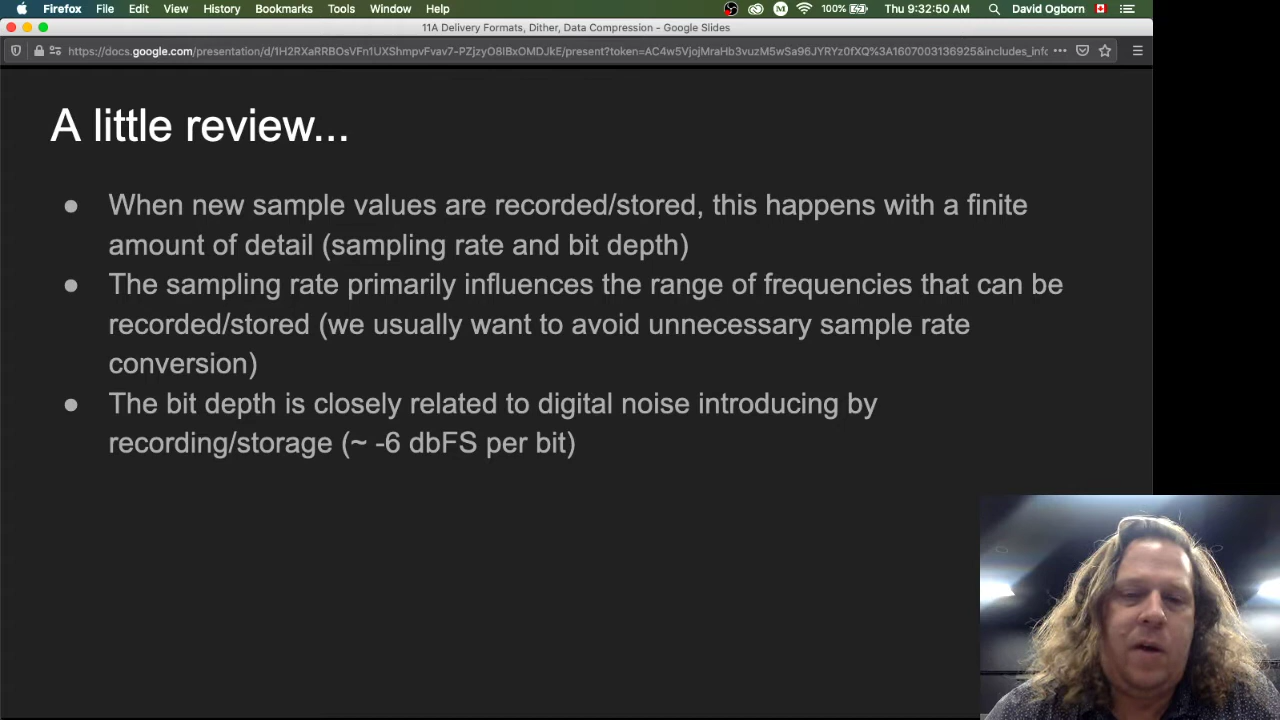 Firefox File Edit View History Bookmarks Tools Window Help 100% Thu 9:32:50 AM David Ogborn
11A Delivery Formats, Dither, Data Compression - Google Slides
A little review...
● When new sample values are recorded/stored, this happens with a finite
amount of detail (sampling rate and bit depth)
● The sampling rate primarily influences the range of frequencies that can be
recorded/stored (we usually want to avoid unnecessary sample rate
conversion)
● The bit depth is closely related to digital noise introducing by
recording/storage (~ -6 dbFS per bit)